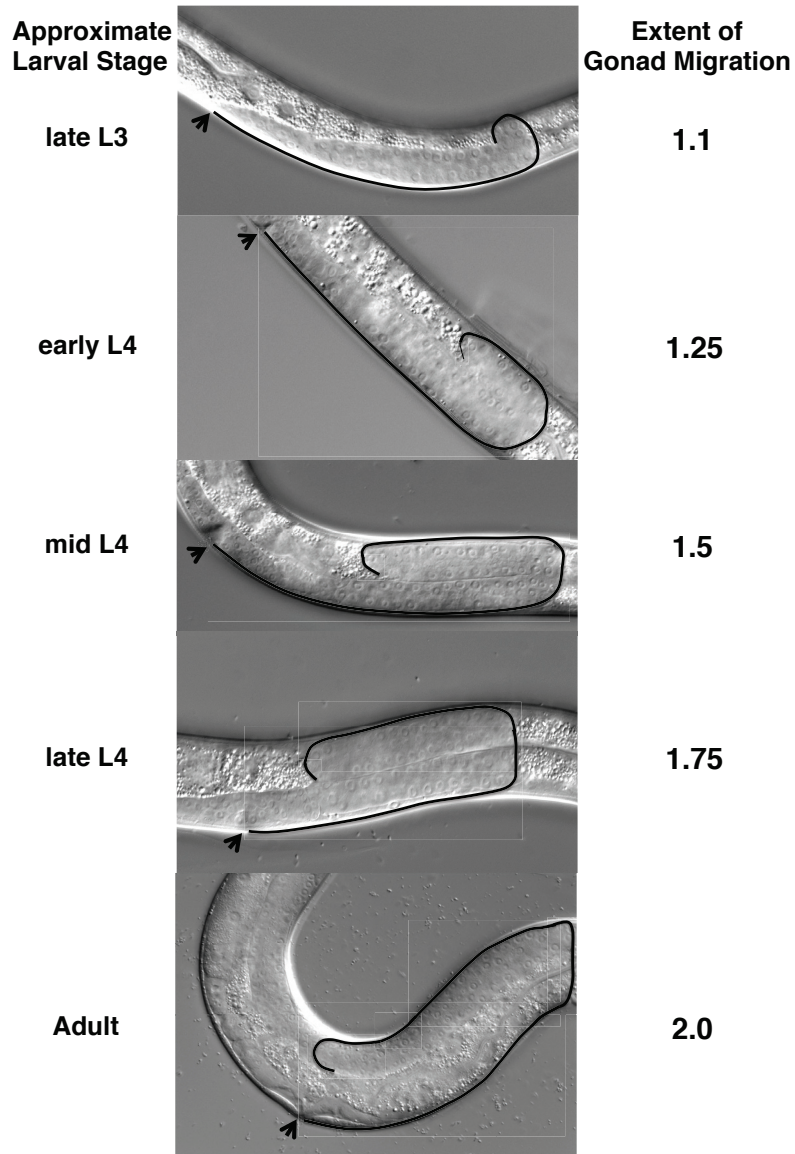 Approximate
Larval Stage
Extent of
Gonad Migration
late L3
1.1
early L4
1.25
mid L4
1.5
late L4
1.75
Adult
2.0